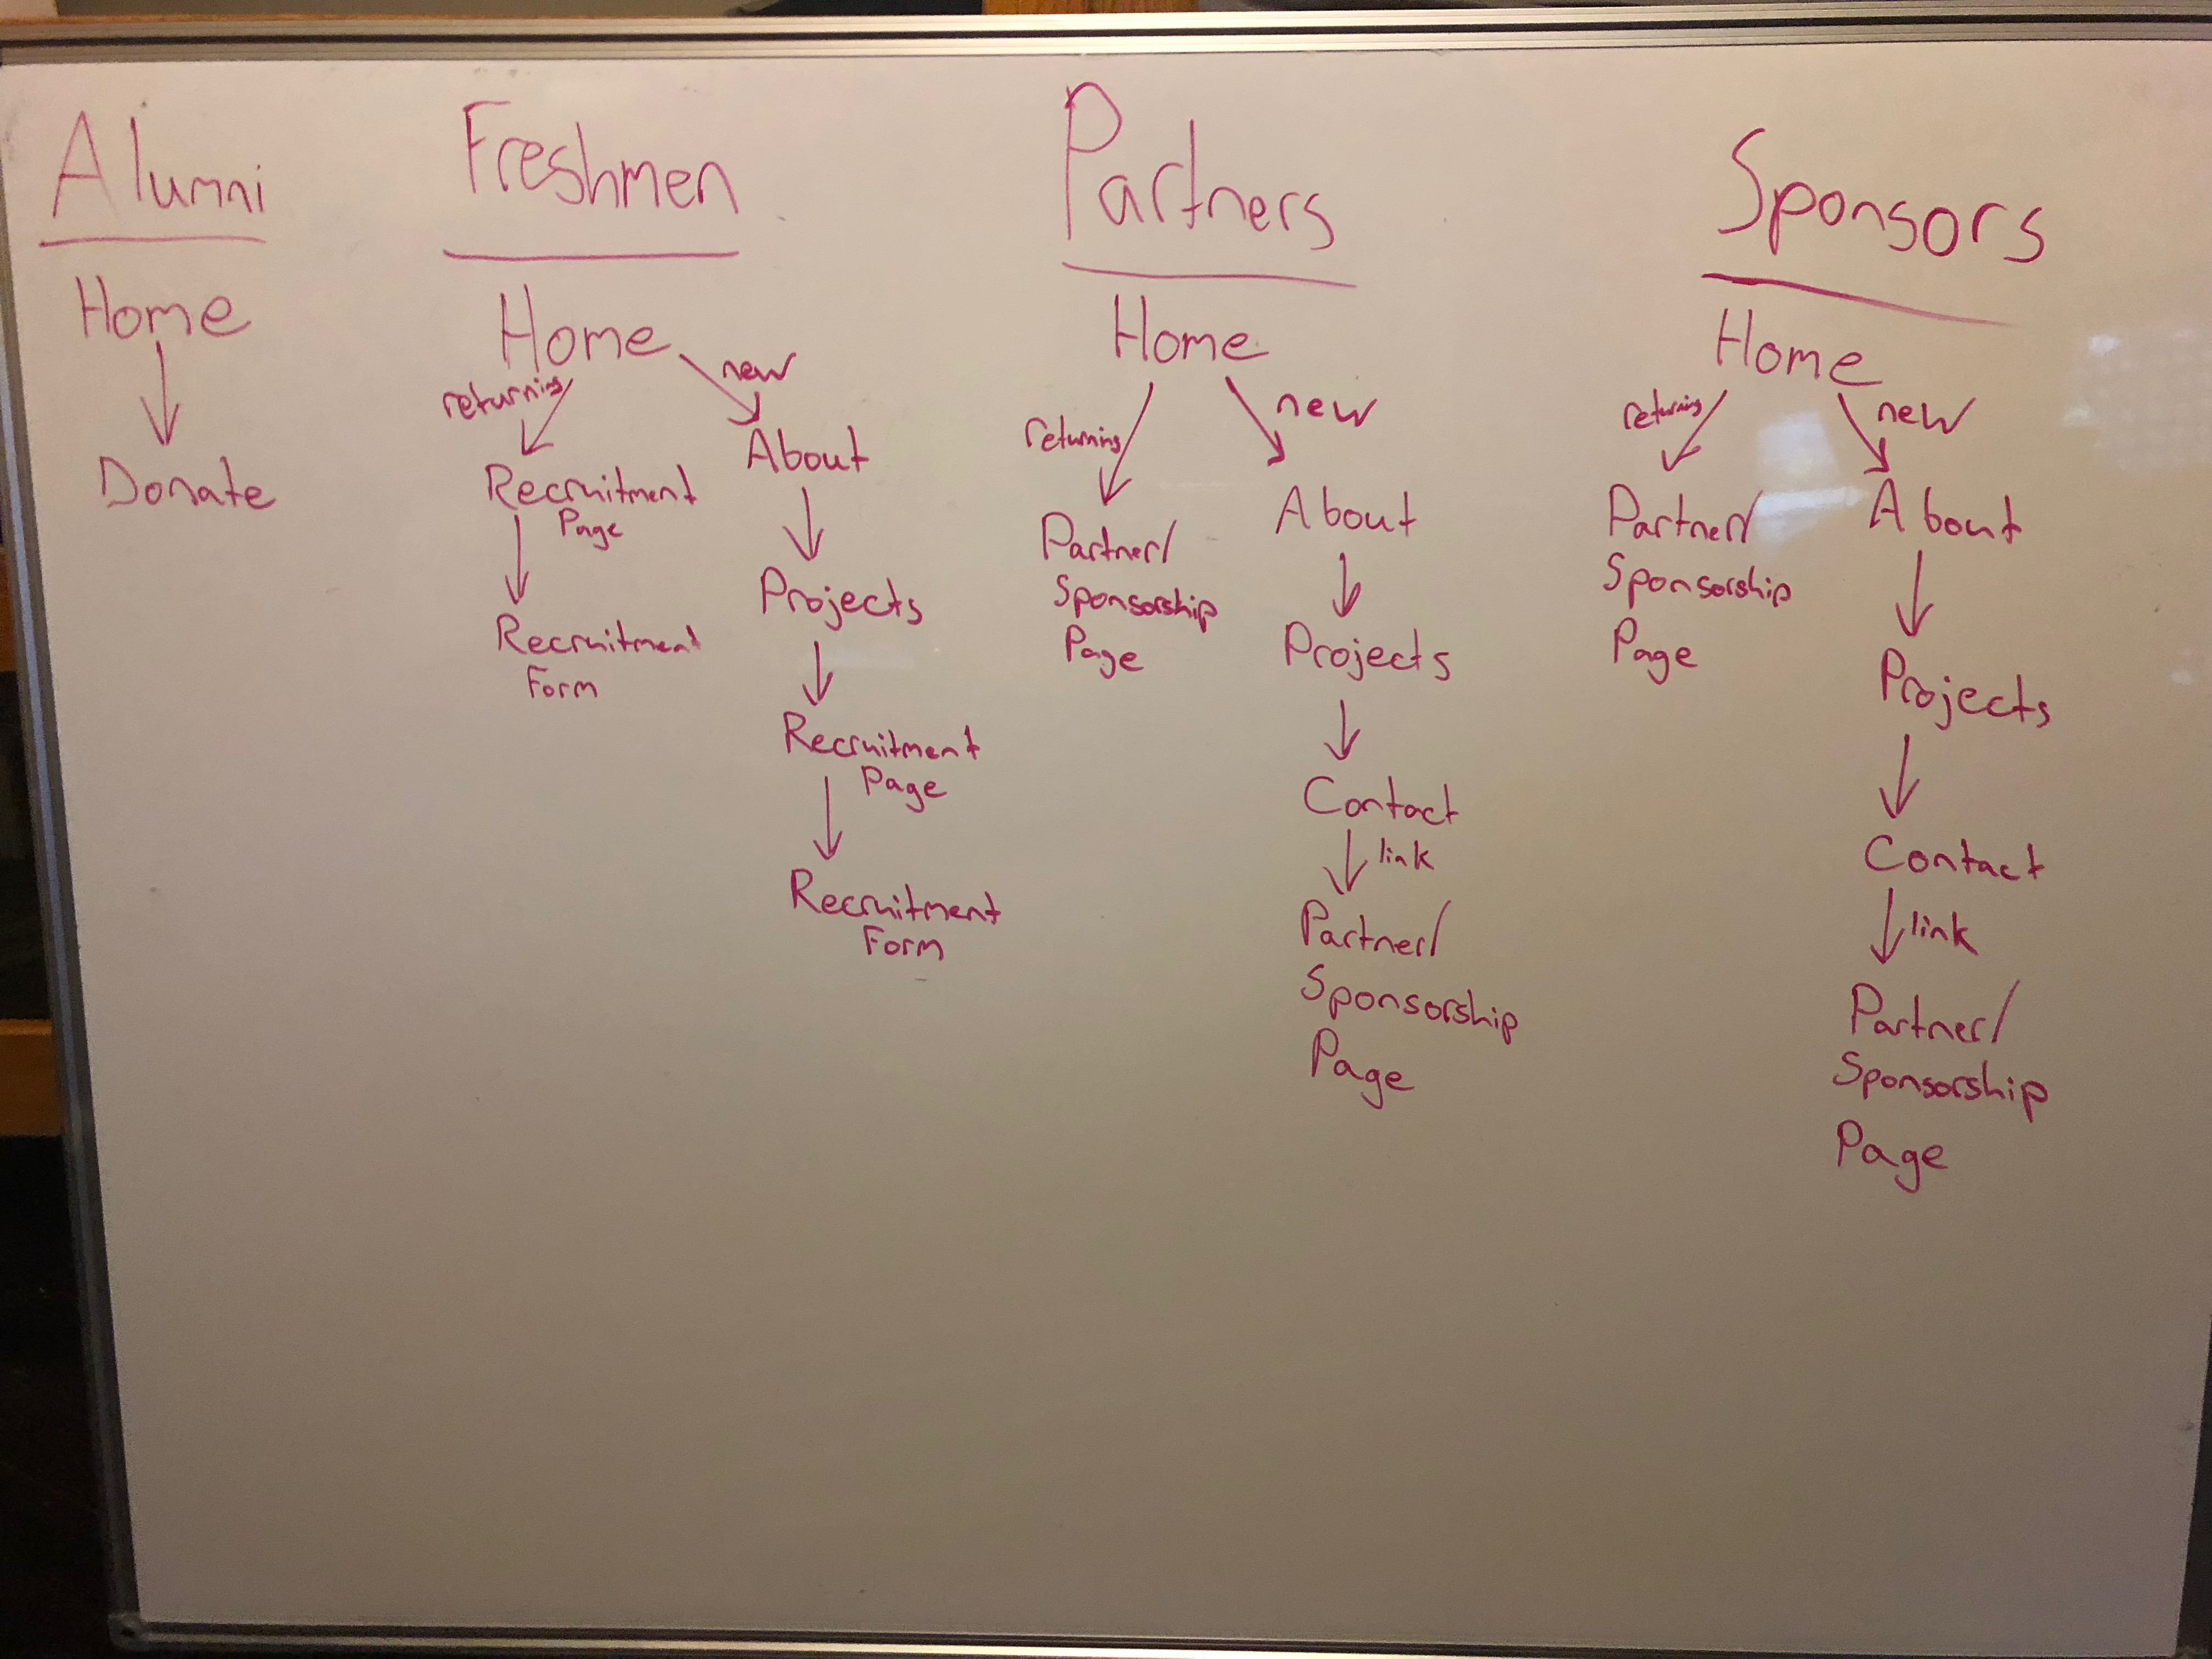 Alumni
Home
Donate
Freshmen
Home
returning
new
Recruitment
Page
Recruitment
Form
About
Projects
Recruitment
Page
Recruitment
Form
Partners
Home
returning
new
Partner/
Sponsorship
Page
About
Projects
Contact
link
Partner/
Sponsorship
Page
Sponsors
Home
returning
new
Partner/
Sponsorship
Page
About
Projects
Contact
link
Partner/
Sponsorship
Page